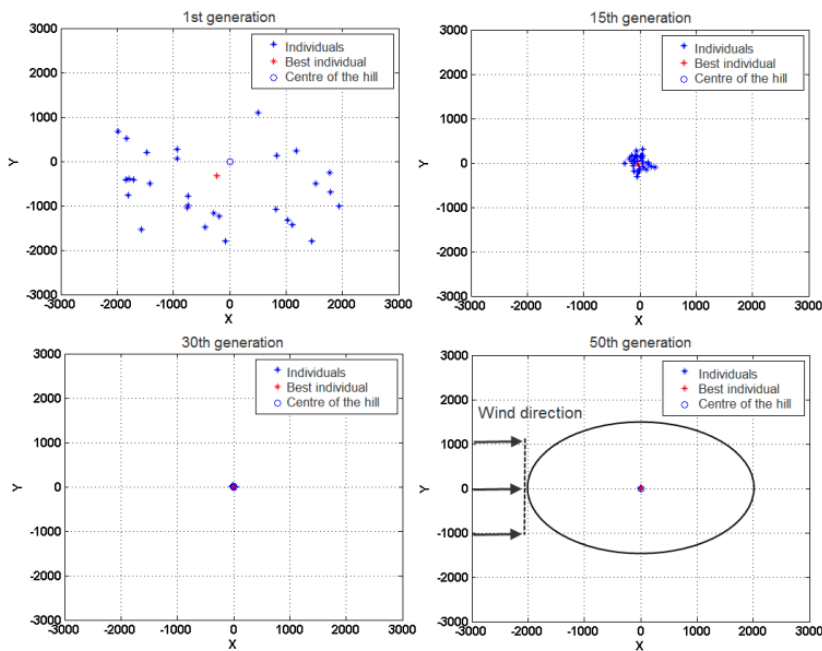 1st generation
3000
2000
1000
0
-1000
-2000
-3000
Y
Individuals
Best individual
Centre of the hill
-3000 -2000 -1000 0 1000 2000 3000
X
15th generation
3000
2000
1000
0
-1000
-2000
-3000
Y
Individuals
Best individual
Centre of the hill
-3000 -2000 -1000 0 1000 2000 3000
X
30th generation
3000
2000
1000
0
-1000
-2000
-3000
Y
Individuals
Best individual
Centre of the hill
-3000 -2000 -1000 0 1000 2000 3000
X
50th generation
3000
2000
1000
0
-1000
-2000
-3000
Y
Individuals
Best individual
Centre of the hill
Wind direction
-3000 -2000 -1000 0 1000 2000 3000
X